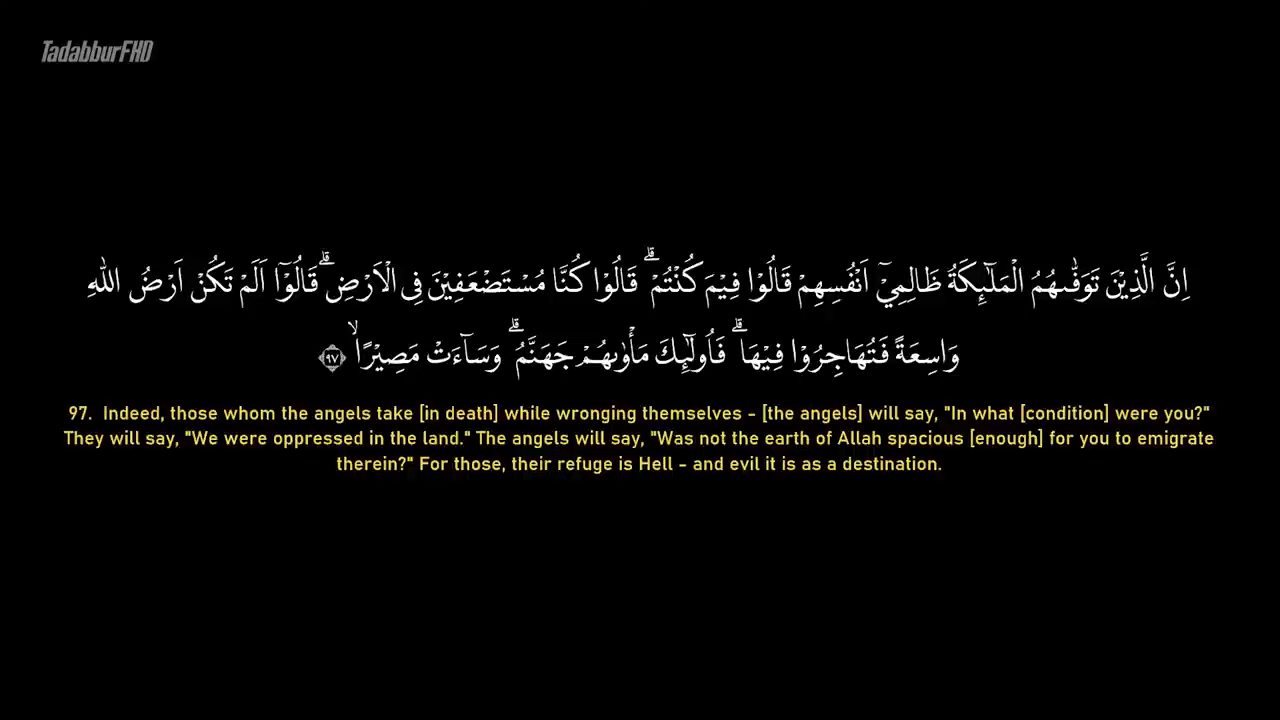 TadabburFHD
اِنَّ الَّذِيْنَ تَوَفّٰىهُمُ الْمَلٰۤىِٕكَةُ ظَالِمِيْٓ اَنْفُسِهِمْ قَالُوْا فِيْمَ كُنْتُمْ ۗ قَالُوْا كُنَّا مُسْتَضْعَفِيْنَ فِى الْاَرْضِ ۗ قَالُوْٓا اَلَمْ تَكُنْ اَرْضُ اللّٰهِ
وَاسِعَةً فَتُهَاجِرُوْا فِيْهَا ۗ فَاُولٰۤىِٕكَ مَأْوٰىهُمْ جَهَنَّمُ ۗ وَسَاۤءَتْ مَصِيْرًاۙ ٩٧
97. Indeed, those whom the angels take [in death] while wronging themselves - [the angels] will say, "In what [condition] were you?"
They will say, "We were oppressed in the land." The angels will say, "Was not the earth of Allah spacious [enough] for you to emigrate
therein?" For those, their refuge is Hell - and evil it is as a destination.